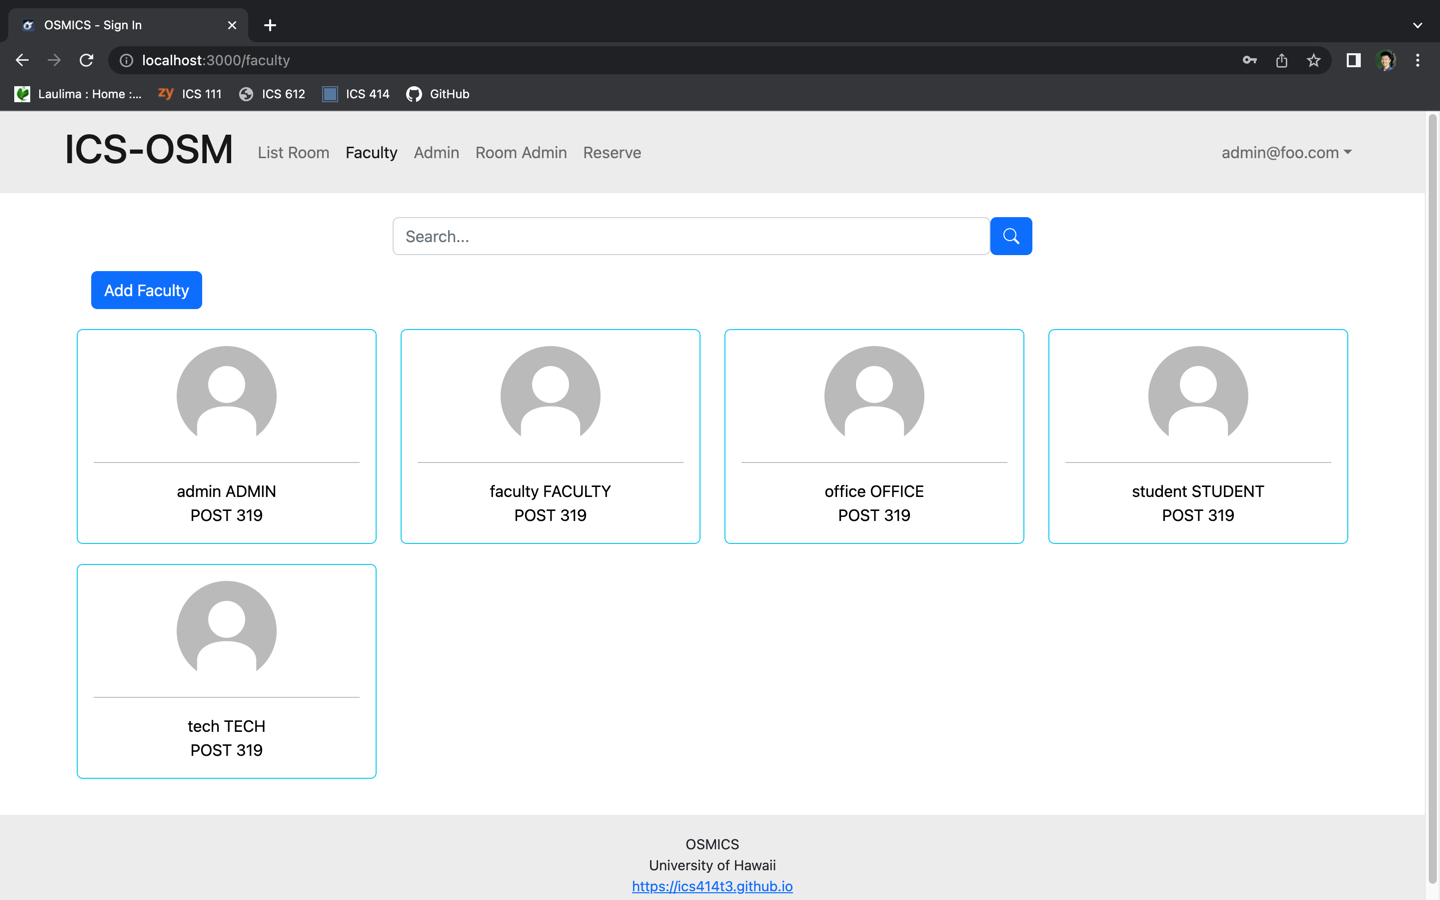 OSMICS - Sign In
localhost:3000/faculty
Laulima : Home :... zy ICS 111 ICS 612 ICS 414 GitHub
ICS-OSM List Room Faculty Admin Room Admin Reserve admin@foo.com
Search...
Add Faculty
admin ADMIN
POST 319
faculty FACULTY
POST 319
office OFFICE
POST 319
student STUDENT
POST 319
tech TECH
POST 319
OSMICS
University of Hawaii
https://ics414t3.github.io